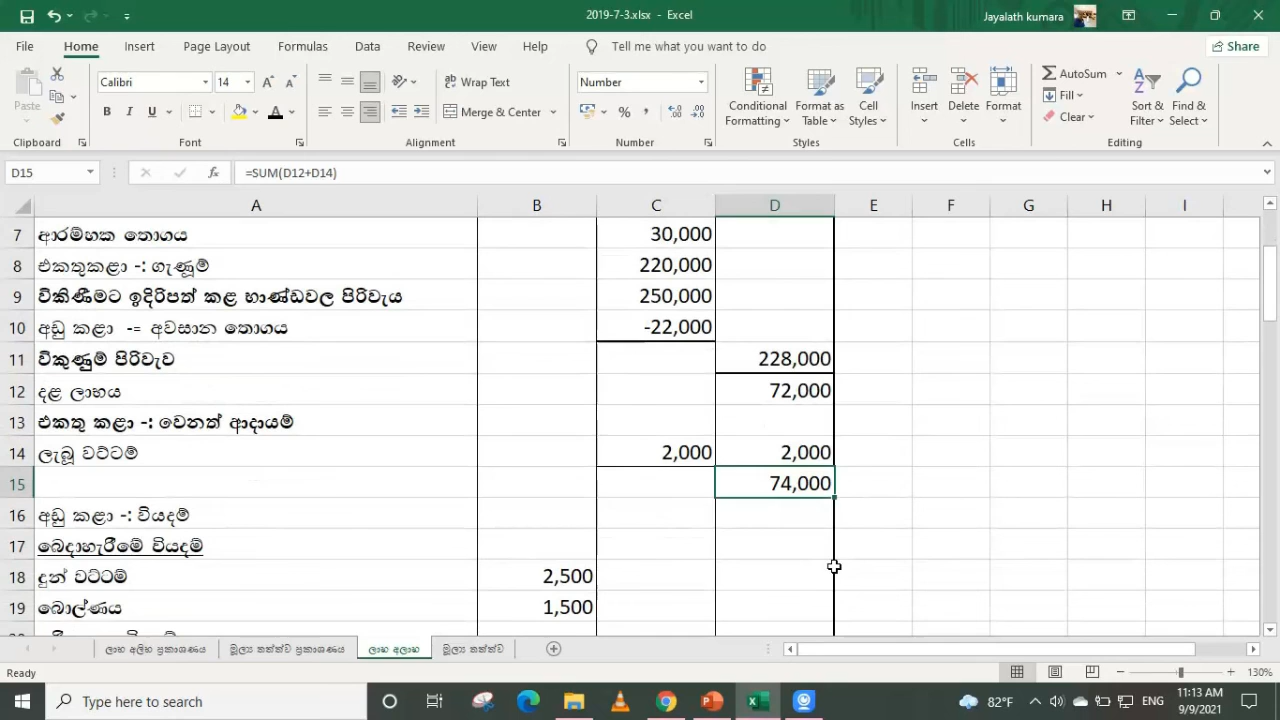 2019-7-3.xlsx - Excel
Jayalath kumara
File Home Insert Page Layout Formulas Data Review View Help Tell me what you want to do Share
Paste
Calibri 14
B I U A
Wrap Text
Merge & Center
Number
%
Conditional Formatting
Format as Table
Cell Styles
Insert
Delete
Format
AutoSum
Fill
Clear
Sort & Filter
Find & Select
Clipboard Font Alignment Number Styles Cells Editing
D15 fx =SUM(D12+D14)
A B C D E F G H I
7 ආරම්භක තොගය 30,000
8 එකතුකළා -: ගැණුම් 220,000
9 විකිණීමට ඉදිරිපත් කළ භාණ්ඩවල පිරිවැය 250,000
10 අඩු කළා -= අවසාන තොගය -22,000
11 විකුණුම් පිරිවැව 228,000
12 දළ ලාභය 72,000
13 එකතු කළා -: වෙනත් ආදායම්
14 ලැබූ වට්ටම් 2,000 2,000
15 74,000
16 අඩු කළා -: වියදම්
17 බෙදාහැරීමේ වියදම්
18 දුන් වට්ටම් 2,500
19 බොල්ණය 1,500
ලාභ අලාභ ප්‍රකාශණය මූල්‍ය තත්ත්ව ප්‍රකාශණය ලාභ අලාභ මූල්‍ය තත්ත්ව
Ready 130%
Type here to search
82°F ENG 11:13 AM
9/9/2021